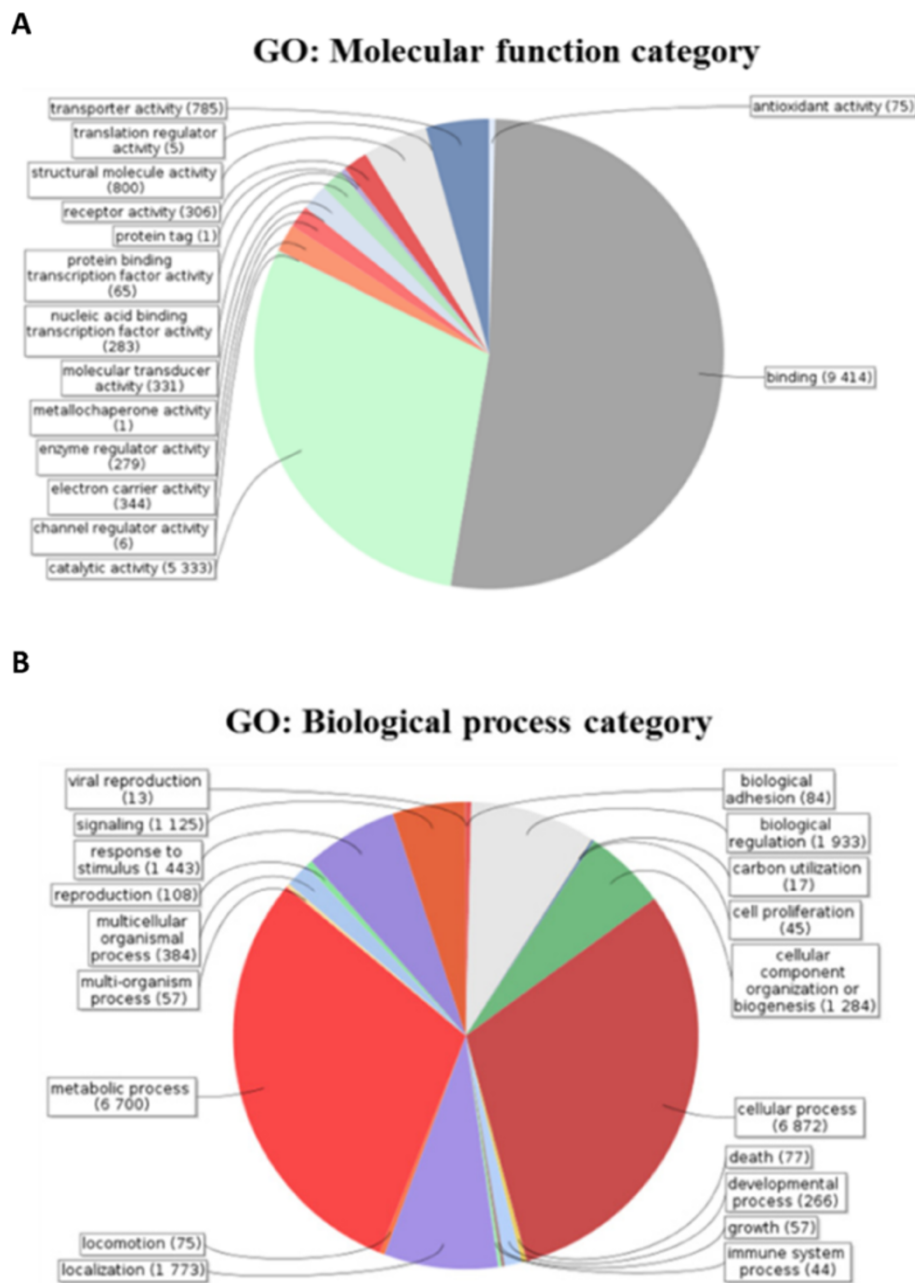 A
GO: Molecular function category
transporter activity (785)
translation regulator
activity (5)
structural molecule activity
(800)
receptor activity (306)
protein tag (1)
protein binding
transcription factor activity
(65)
nucleic acid binding
transcription factor activity
(283)
molecular transducer
activity (331)
metallochaperone activity
(1)
enzyme regulator activity
(279)
electron carrier activity
(344)
channel regulator activity
(6)
catalytic activity (5 333)
antioxidant activity (75)
binding (9 414)
B
GO: Biological process category
viral reproduction
(13)
signaling (1 125)
response to
stimulus (1 443)
reproduction (108)
multicellular
organismal
process (384)
multi-organism
process (57)
metabolic process
(6 700)
locomotion (75)
localization (1 773)
biological
adhesion (84)
biological
regulation (1 933)
carbon utilization
(17)
cell proliferation
(45)
cellular
component
organization or
biogenesis (1 284)
cellular process
(6 872)
death (77)
developmental
process (266)
growth (57)
immune system
process (44)